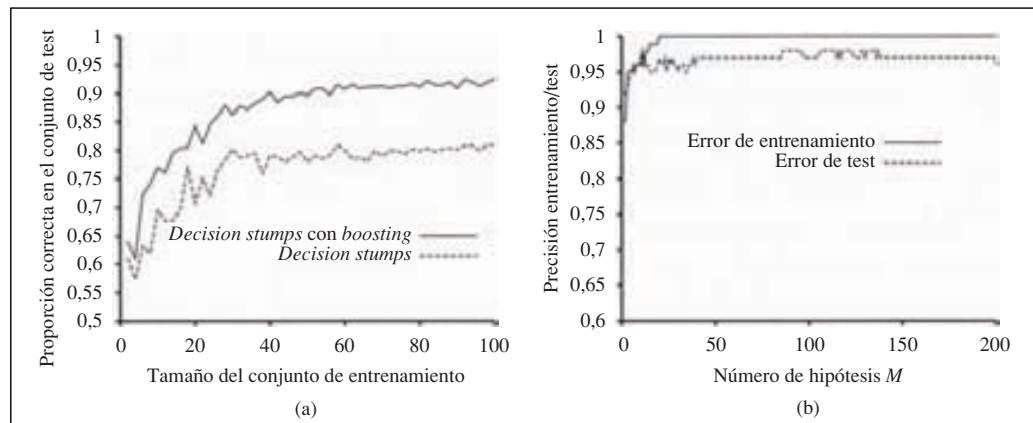 Proporción correcta en el conjunto de test
1
0,95
0,9
0,85
0,8
0,75
0,7
0,65
0,6
0,55
0,5
Decision stumps con boosting
Decision stumps
0 20 40 60 80 100
Tamaño del conjunto de entrenamiento
(a)
Precisión entrenamiento/test
1
0,95
0,9
0,85
0,8
0,75
0,7
0,65
0,6
Error de entrenamiento
Error de test
0 50 100 150 200
Número de hipótesis M
(b)